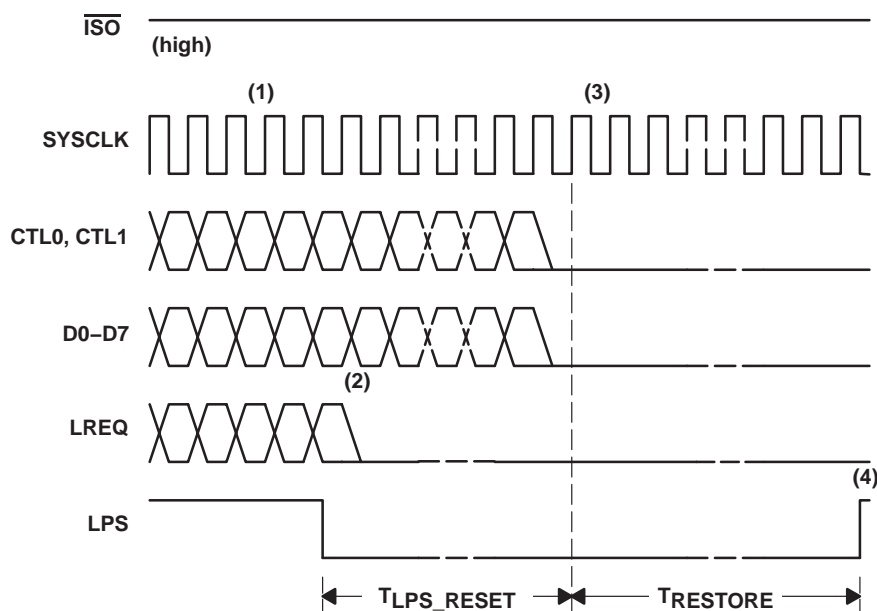 ISO
(high)
(1)
(3)
SYSCLK
CTL0, CTL1
D0–D7
(2)
LREQ
(4)
LPS
TLPS_RESET
TRESTORE